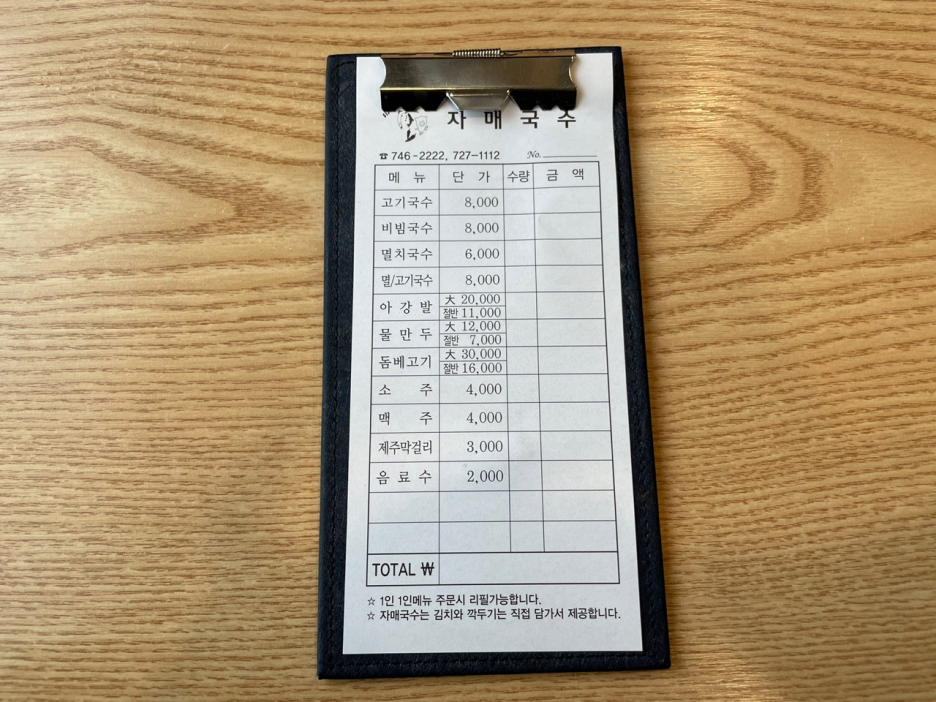 자매국수
☎ 746-2222, 727-1112 No.
메 뉴 단 가 수량 금 액
고기국수 8,000
비빔국수 8,000
멸치국수 6,000
멸/고기국수 8,000
아 강 발 大 20,000
절반 11,000
물 만 두 大 12,000
절반 7,000
돔베고기 大 30,000
절반 16,000
소 주 4,000
맥 주 4,000
제주막걸리 3,000
음 료 수 2,000
TOTAL ₩
☆ 1인 1인메뉴 주문시 리필가능합니다.
☆ 자매국수는 김치와 깍두기는 직접 담가서 제공합니다.